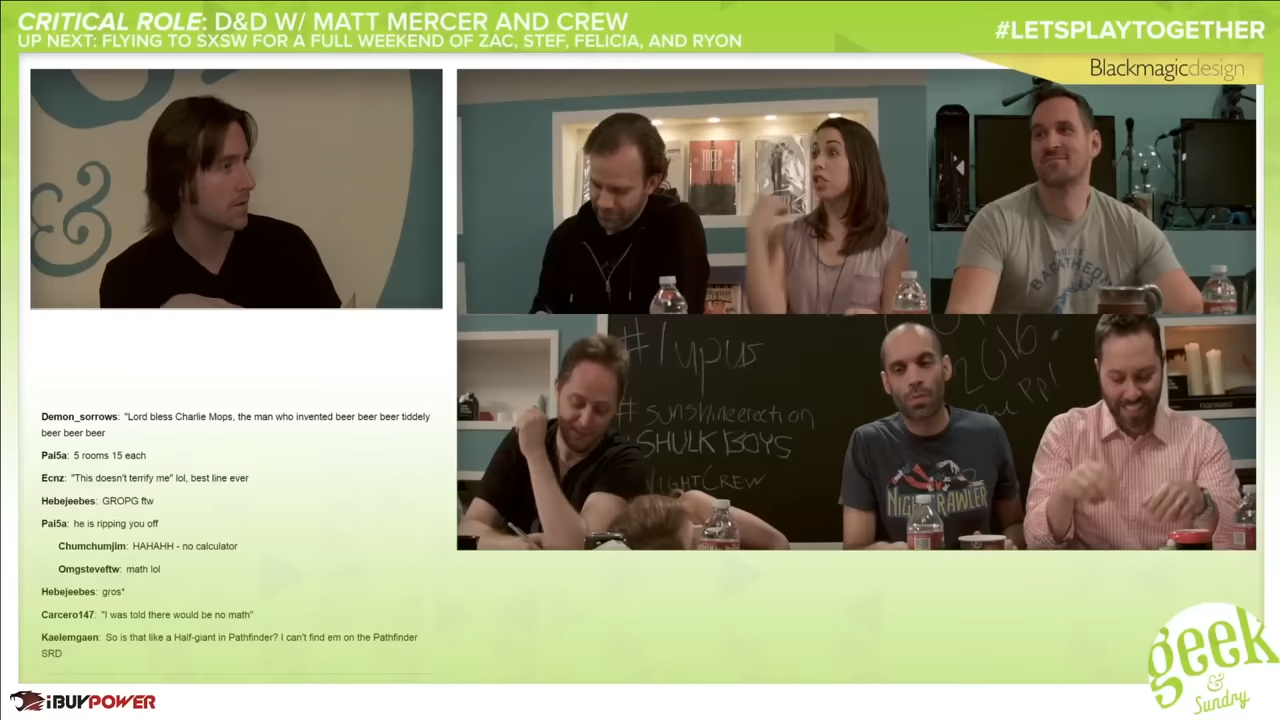 CRITICAL ROLE: D&D W/ MATT MERCER AND CREW
UP NEXT: FLYING TO SXSW FOR A FULL WEEKEND OF ZAC, STEF, FELICIA, AND RYON
#LETSPLAYTOGETHER
Blackmagicdesign
&
TREES
#lupus
2016
#sunshineerection
SHULK BOYS
NIGHTCREW
NIGHTCRAWLER
Demon_sorrows: "Lord bless Charlie Mops, the man who invented beer beer beer tiddely
beer beer beer
Pai5a: 5 rooms 15 each
Ecnz: "This doesn't terrify me" lol, best line ever
Hebejeebes: GROPG ftw
Pai5a: he is ripping you off
Chumchumjim: HAHAHH - no calculator
Omgsteveftw: math lol
Hebejeebes: gros*
Carcero147: "I was told there would be no math"
Kaelemgaen: So is that like a Half-giant in Pathfinder? I can't find em on the Pathfinder
SRD
geek
&
Sundry
iBUYPOWER